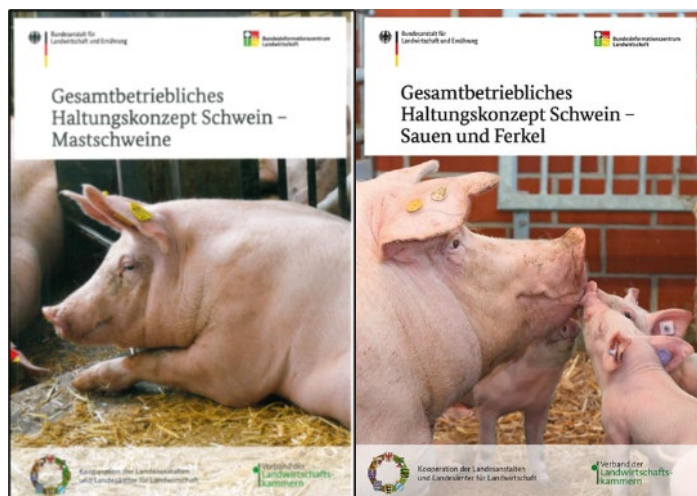 Bundesanstalt für
Landwirtschaft und Ernährung
Bundesinformationszentrum
Landwirtschaft
Gesamtbetriebliches
Haltungskonzept Schwein –
Mastschweine
Kooperation der Landesanstalten
und Landesämter für Landwirtschaft
Verband der
Landwirtschafts-
kammern
Bundesanstalt für
Landwirtschaft und Ernährung
Bundesinformationszentrum
Landwirtschaft
Gesamtbetriebliches
Haltungskonzept Schwein –
Sauen und Ferkel
Kooperation der Landesanstalten
und Landesämter für Landwirtschaft
Verband der
Landwirtschafts-
kammern